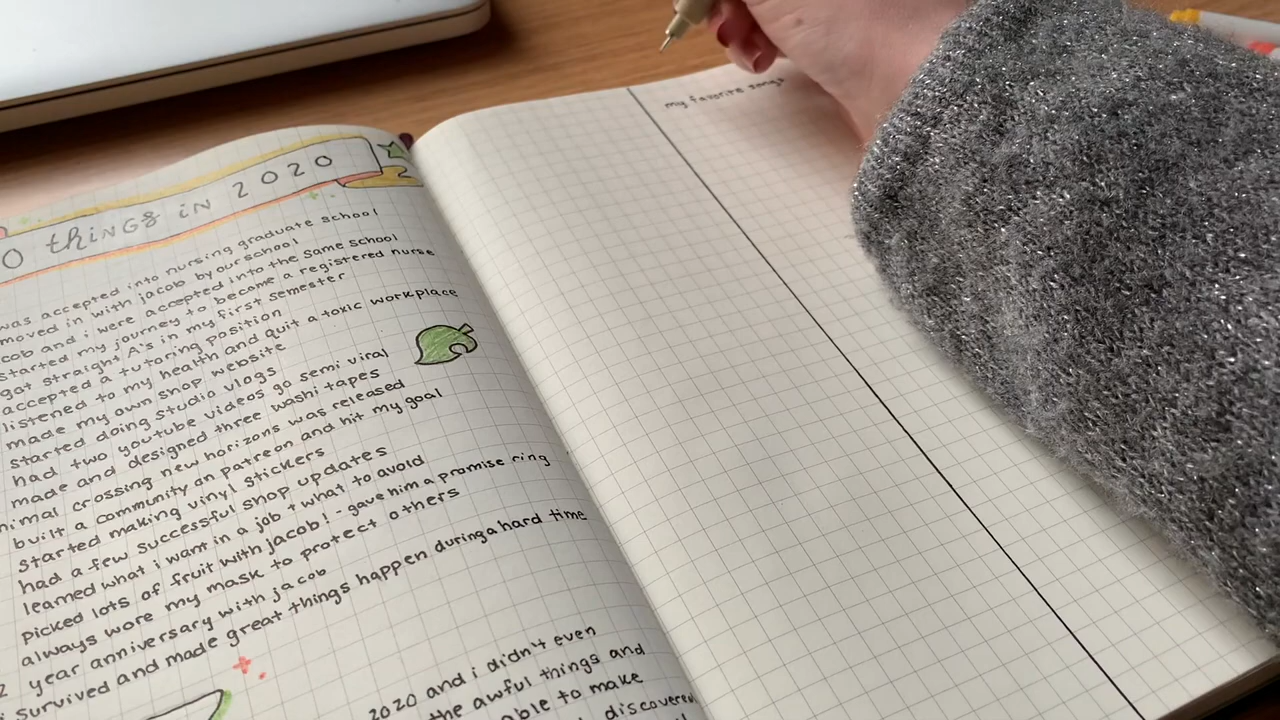 0 things in 2020
was accepted into nursing graduate school
moved in with jacob by our school
cob and i were accepted into the same school
started my journey to become a registered nurse
got straight A's in my first semester
accepted a tutoring position
listened to my health and quit a toxic workplace
made my own shop website
started doing studio vlogs
had two youtube videos go semi viral
made and designed three washi tapes
nimal crossing new horizons was released
built a community on patreon and hit my goal
started making vinyl stickers
had a few successful shop updates
learned what i want in a job + what to avoid
picked lots of fruit with jacob! - gave him a promise ring
always wore my mask to protect others
2 year anniversary with jacob
i survived and made great things happen during a hard time
2020 and i didn't even
the awful things and
able to make
discovered
my favorite songs